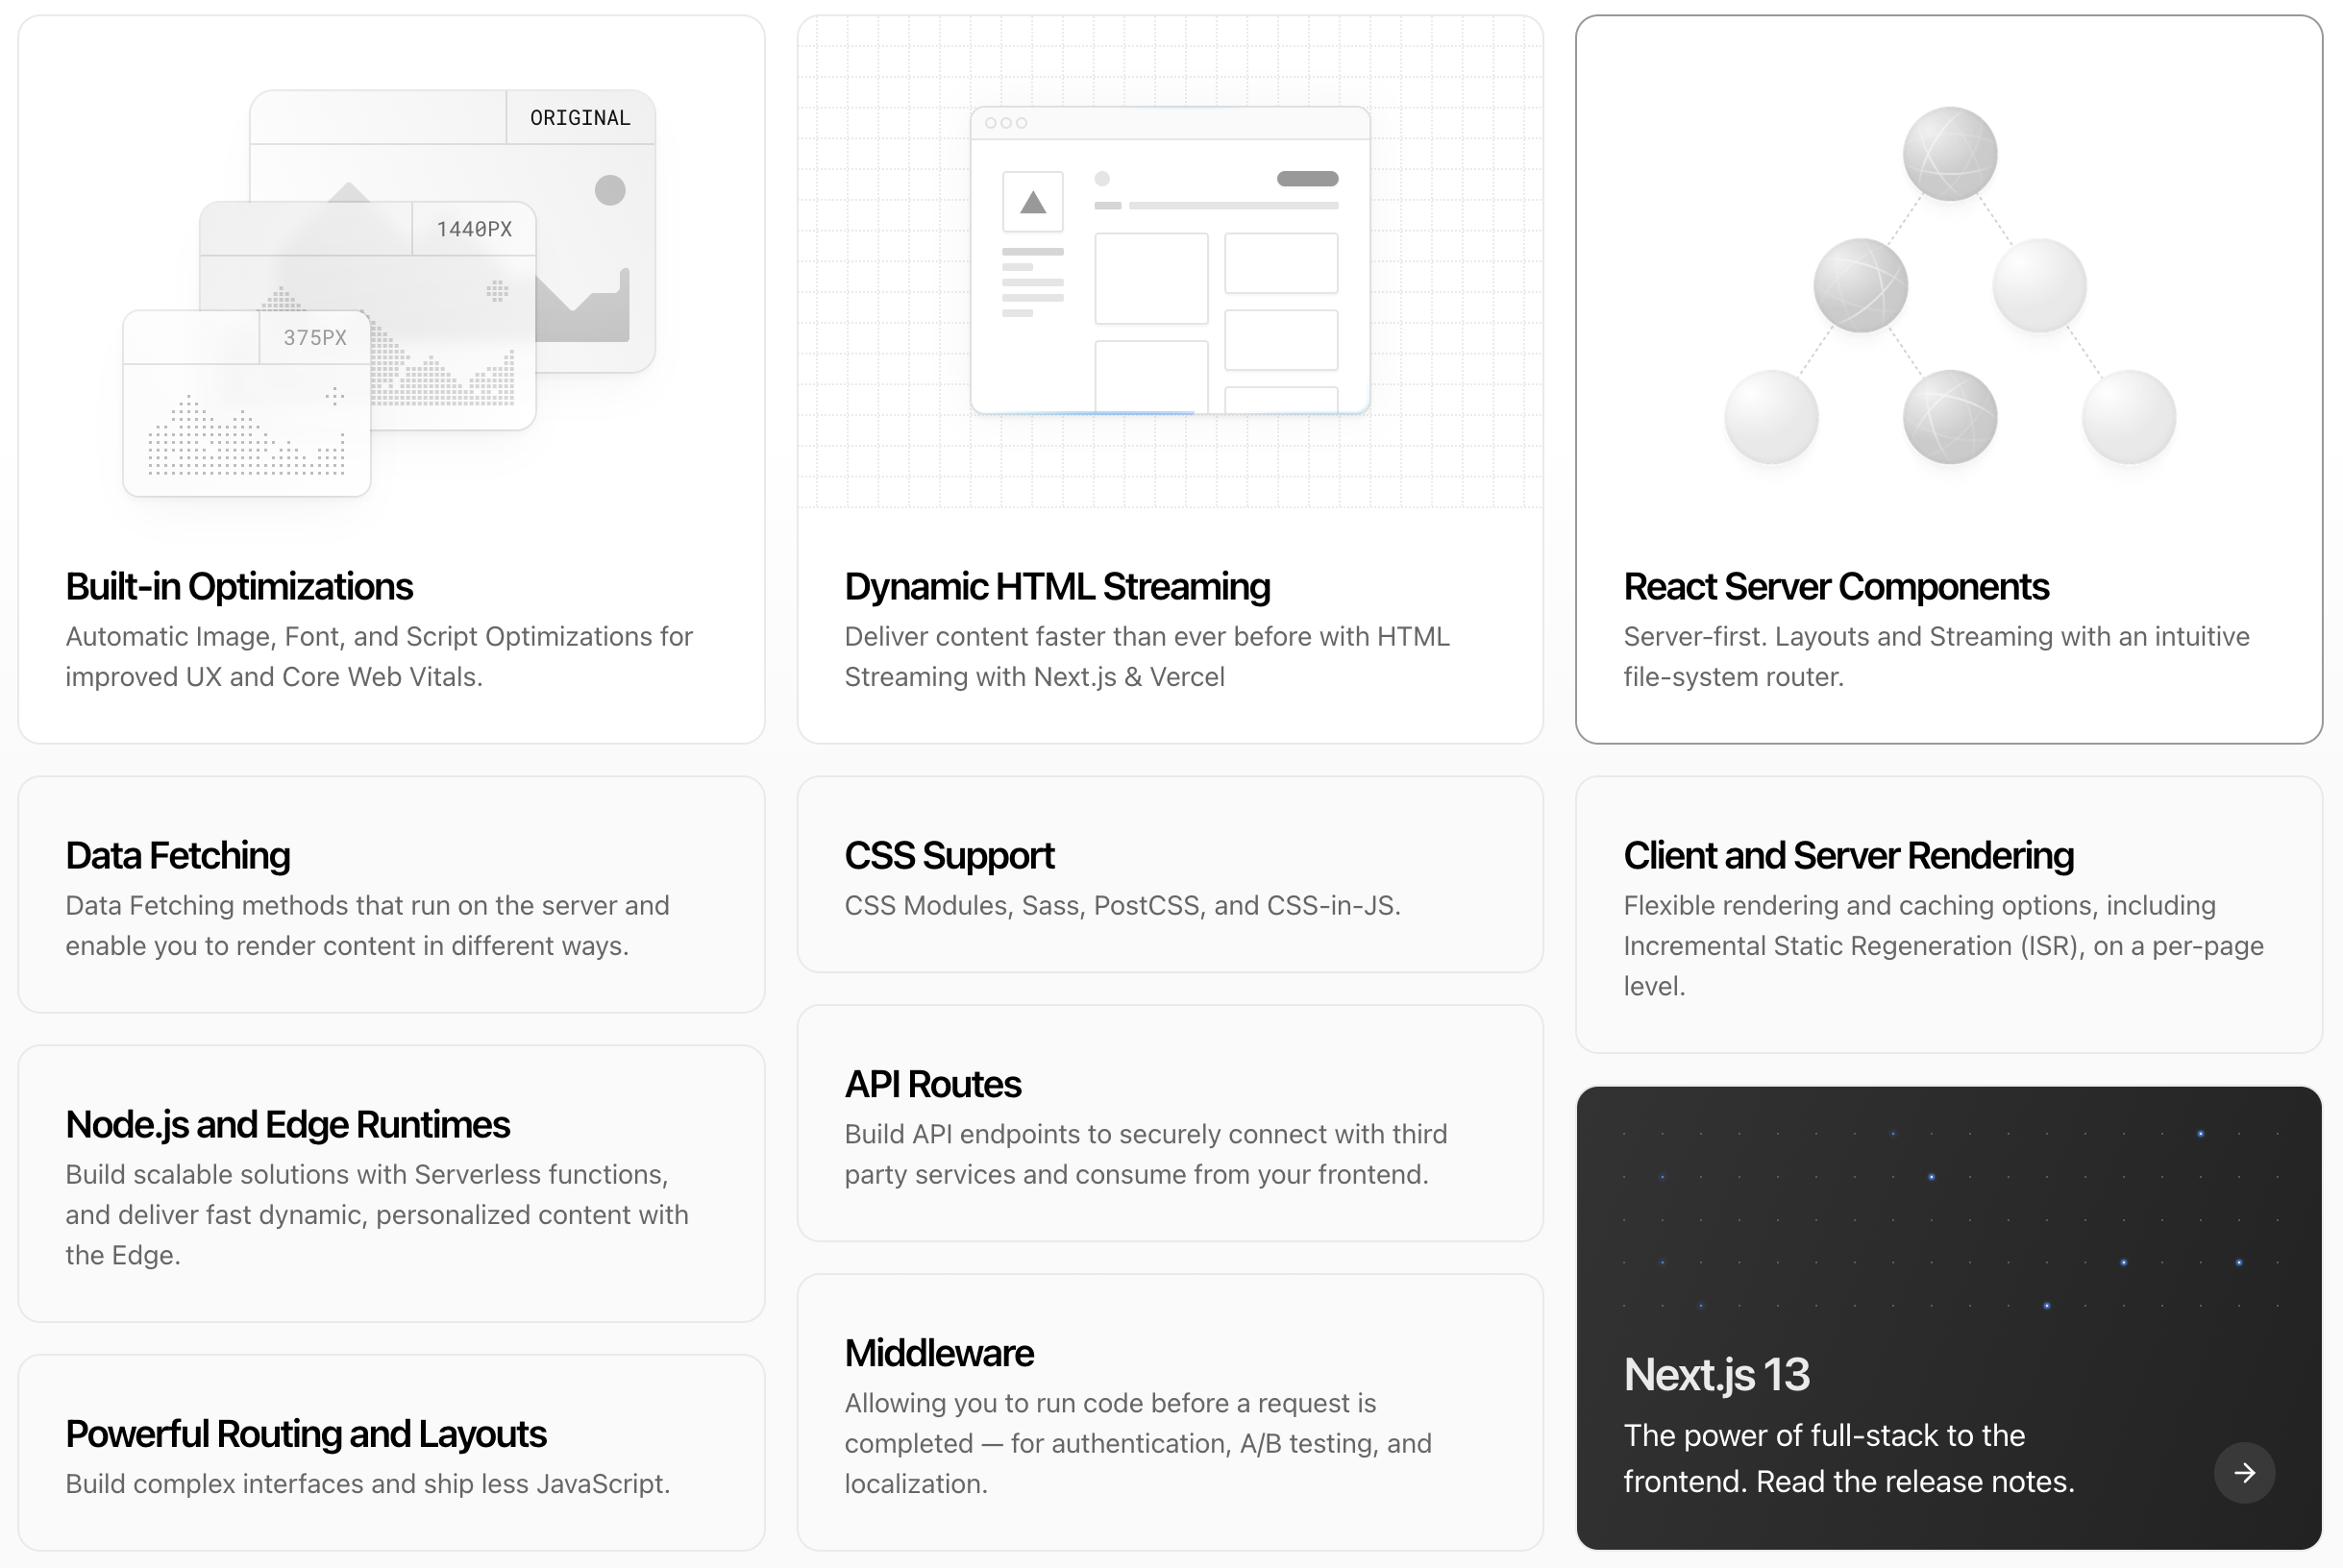 ORIGINAL
1440PX
375PX
Built-in Optimizations
Automatic Image, Font, and Script Optimizations for
improved UX and Core Web Vitals.
Dynamic HTML Streaming
Deliver content faster than ever before with HTML
Streaming with Next.js & Vercel
React Server Components
Server-first. Layouts and Streaming with an intuitive
file-system router.
Data Fetching
Data Fetching methods that run on the server and
enable you to render content in different ways.
CSS Support
CSS Modules, Sass, PostCSS, and CSS-in-JS.
Client and Server Rendering
Flexible rendering and caching options, including
Incremental Static Regeneration (ISR), on a per-page
level.
Node.js and Edge Runtimes
Build scalable solutions with Serverless functions,
and deliver fast dynamic, personalized content with
the Edge.
API Routes
Build API endpoints to securely connect with third
party services and consume from your frontend.
Powerful Routing and Layouts
Build complex interfaces and ship less JavaScript.
Middleware
Allowing you to run code before a request is
completed — for authentication, A/B testing, and
localization.
Next.js 13
The power of full-stack to the
frontend. Read the release notes.